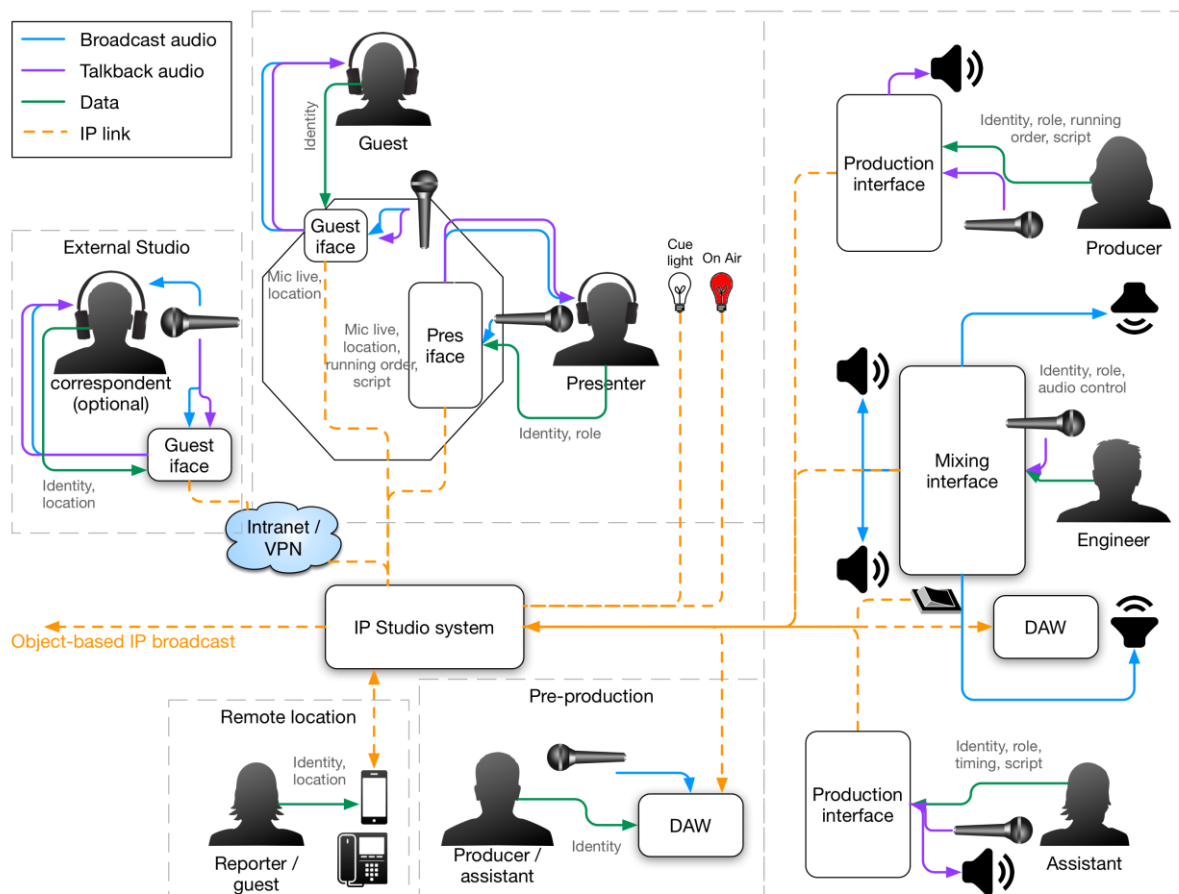 Broadcast audio
Talkback audio
Data
IP link
Identity
Guest
Guest
iface
Mic live,
location
External Studio
correspondent
(optional)
Guest
iface
Identity,
location
Pres
iface
Mic live,
location,
running order,
script
Presenter
Identity, role
Cue
light
On Air
Identity, role, running
order, script
Production
interface
Producer
Identity, role,
audio control
Mixing
interface
Engineer
Intranet /
VPN
IP Studio system
Object-based IP broadcast
DAW
Remote location
Identity,
location
Reporter /
guest
Pre-production
Producer /
assistant
Identity
DAW
Identity, role,
timing, script
Production
interface
Assistant